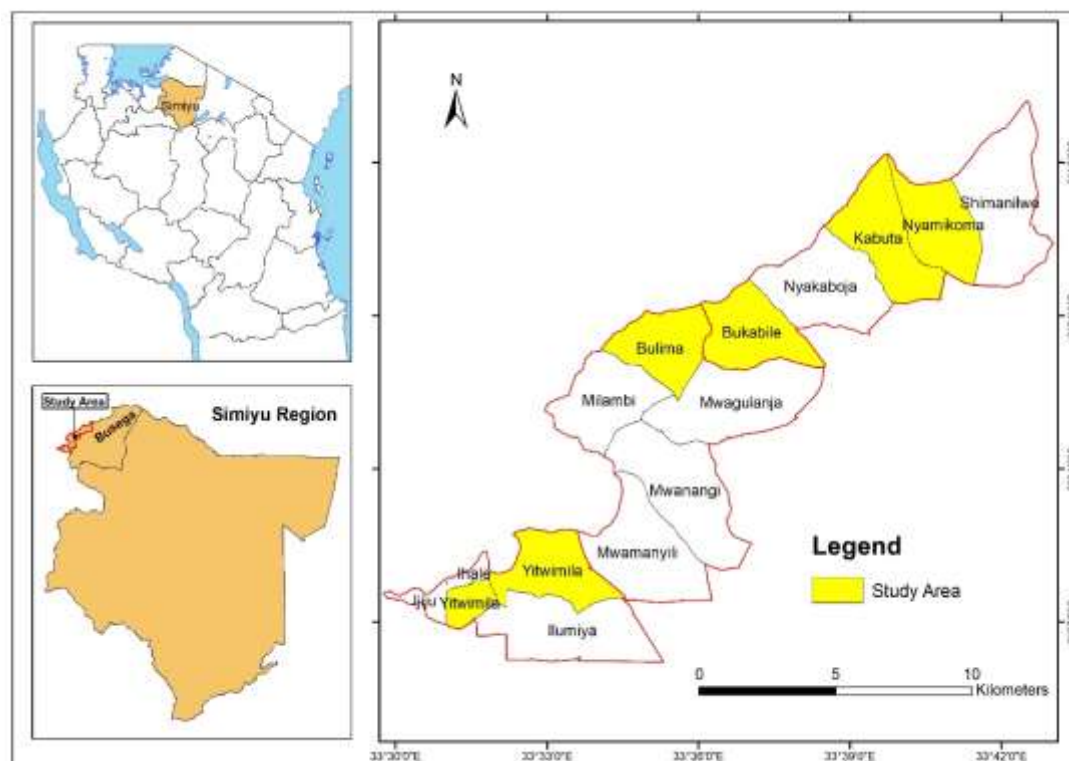 Simiyu
Study Area
Simiyu Region
Busega
N
Shimanilwe
Nyamikoma
Kabuta
Nyakaboja
Bukabile
Bulima
Milambi
Mwagulanja
Mwanangi
Mwamanyili
Yitwimila
Ihale
Yitwimila
Ilumiya
Legend
Study Area
0 5 10
Kilometers
33°30'0"E 33°33'0"E 33°36'0"E 33°39'0"E 33°42'0"E